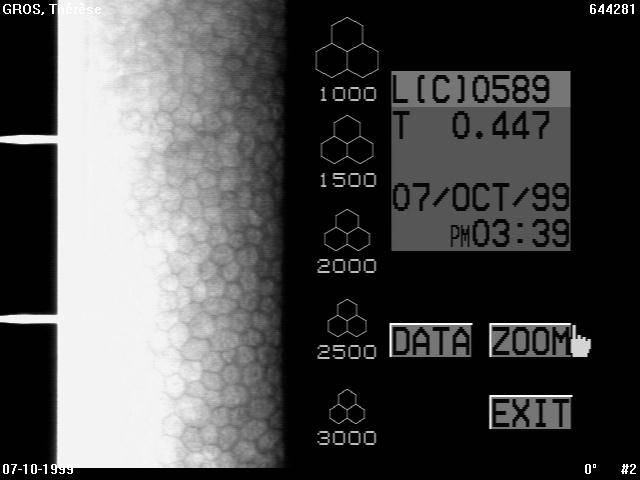 GROS, Thérèse
644281
1000
1500
2000
2500
3000
L[C]0589
T 0.447
07/OCT/99
PM03:39
DATA
ZOOM
EXIT
07-10-1999
0° #2